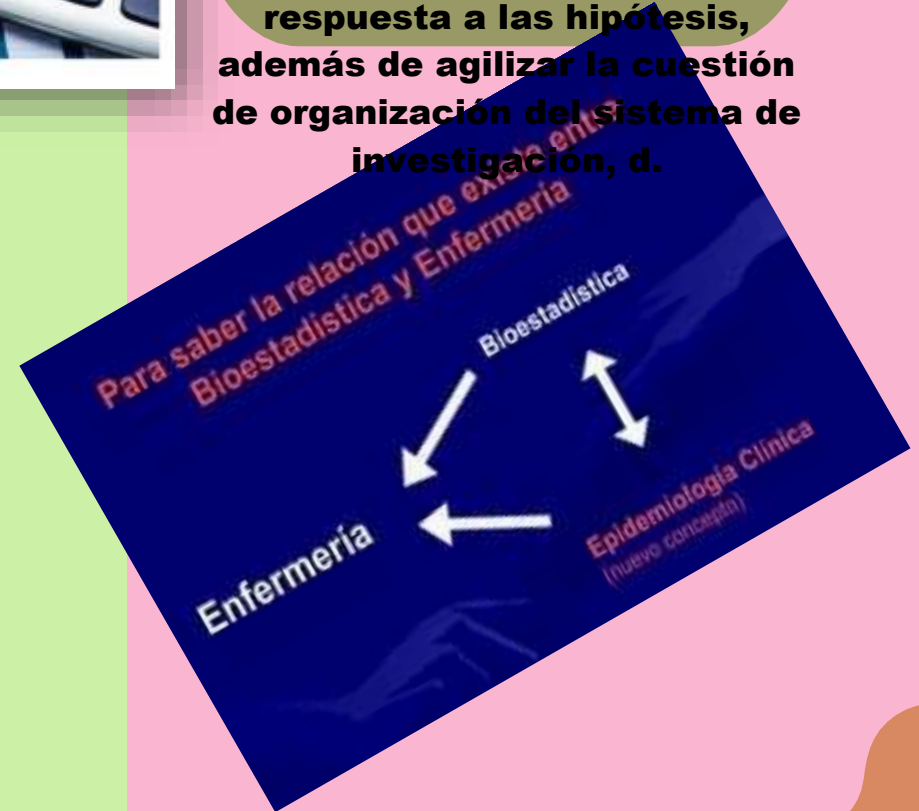 respuesta a las hipótesis,
además de agilizar la cuestión
de organización del sistema de
investigación, d.
Para saber la relación que existe entre
Bioestadística y Enfermería
Bioestadística
Enfermería
Epidemiología Clínica
(nuevo concepto)